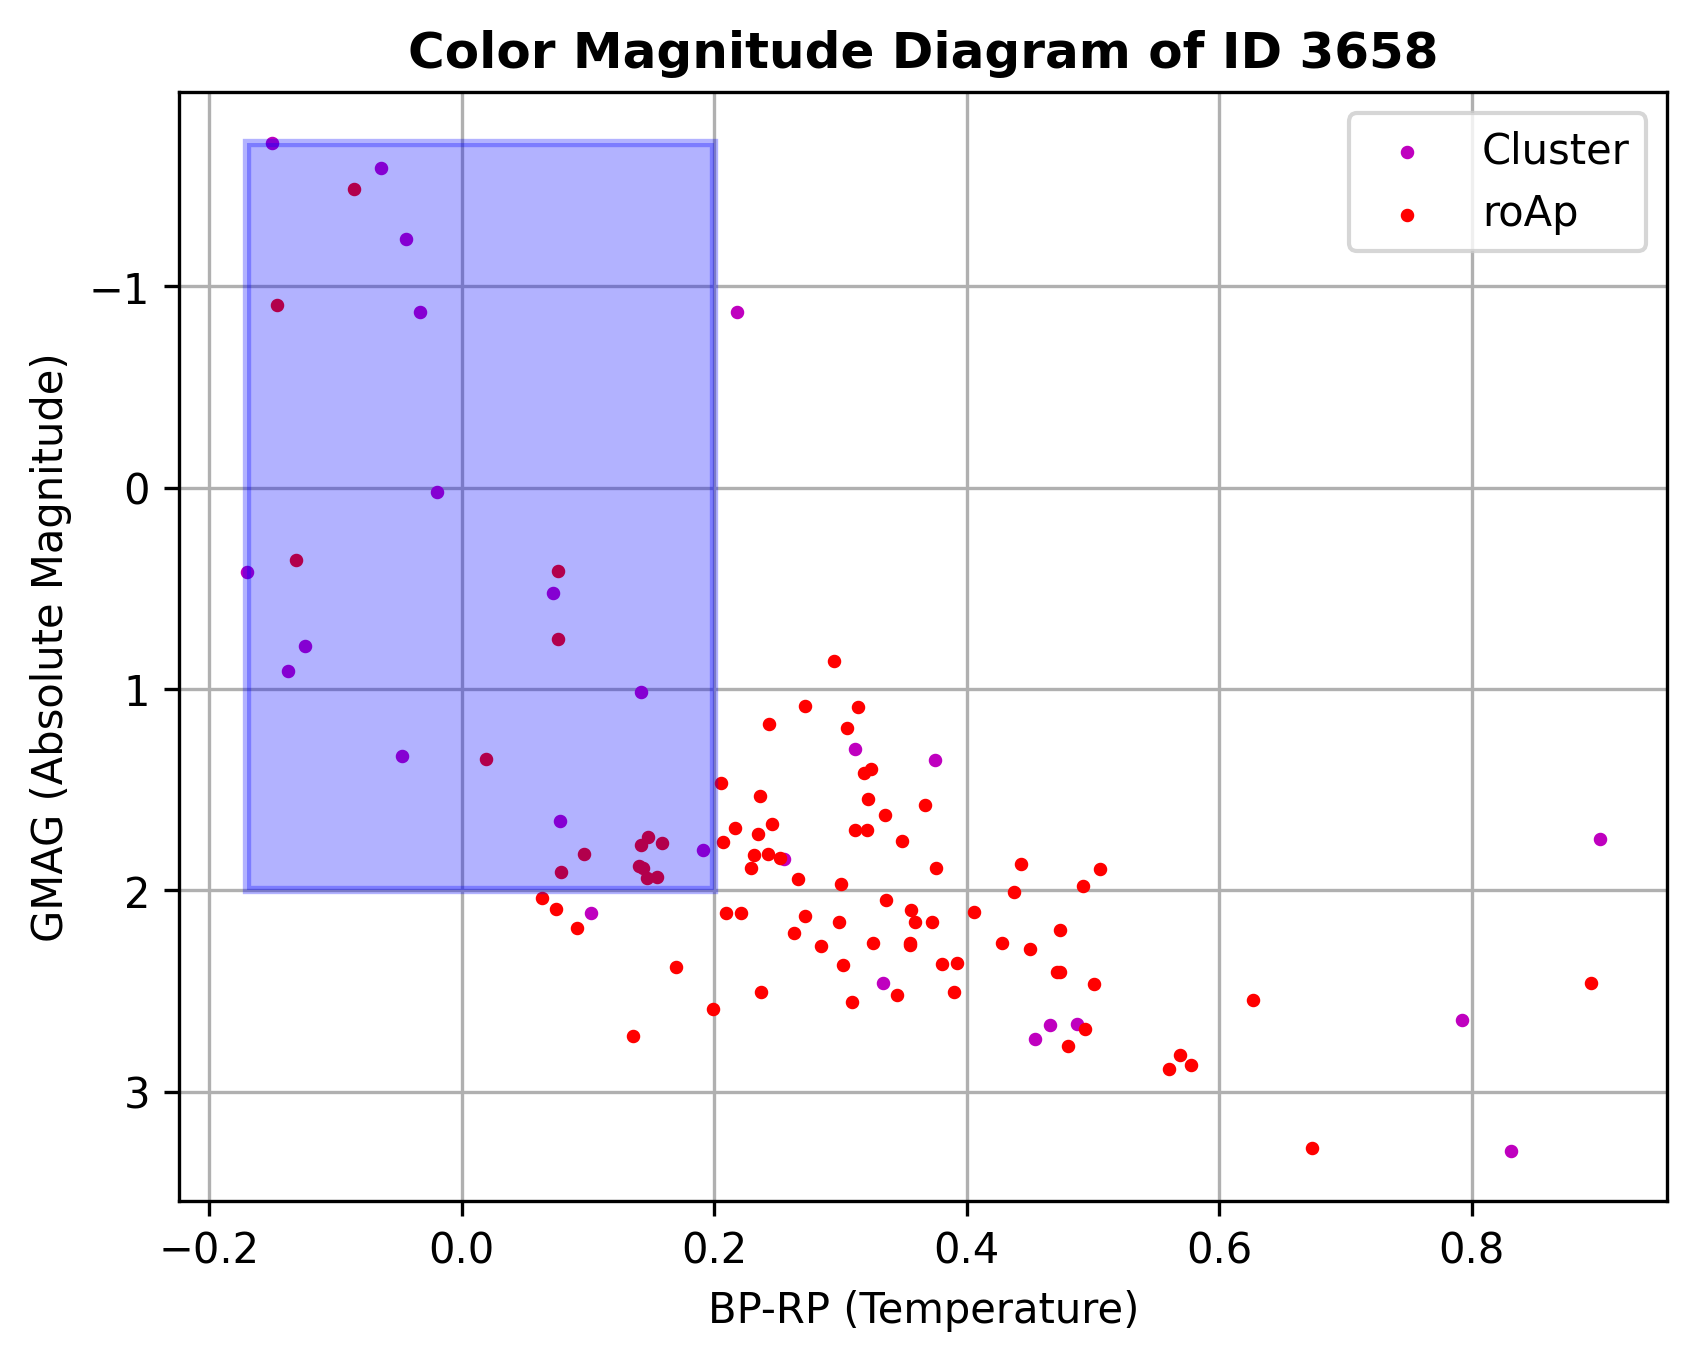 Color Magnitude Diagram of ID 3658
Cluster
roAp
GMAG (Absolute Magnitude)
−1
0
1
2
3
−0.2 0.0 0.2 0.4 0.6 0.8
BP-RP (Temperature)